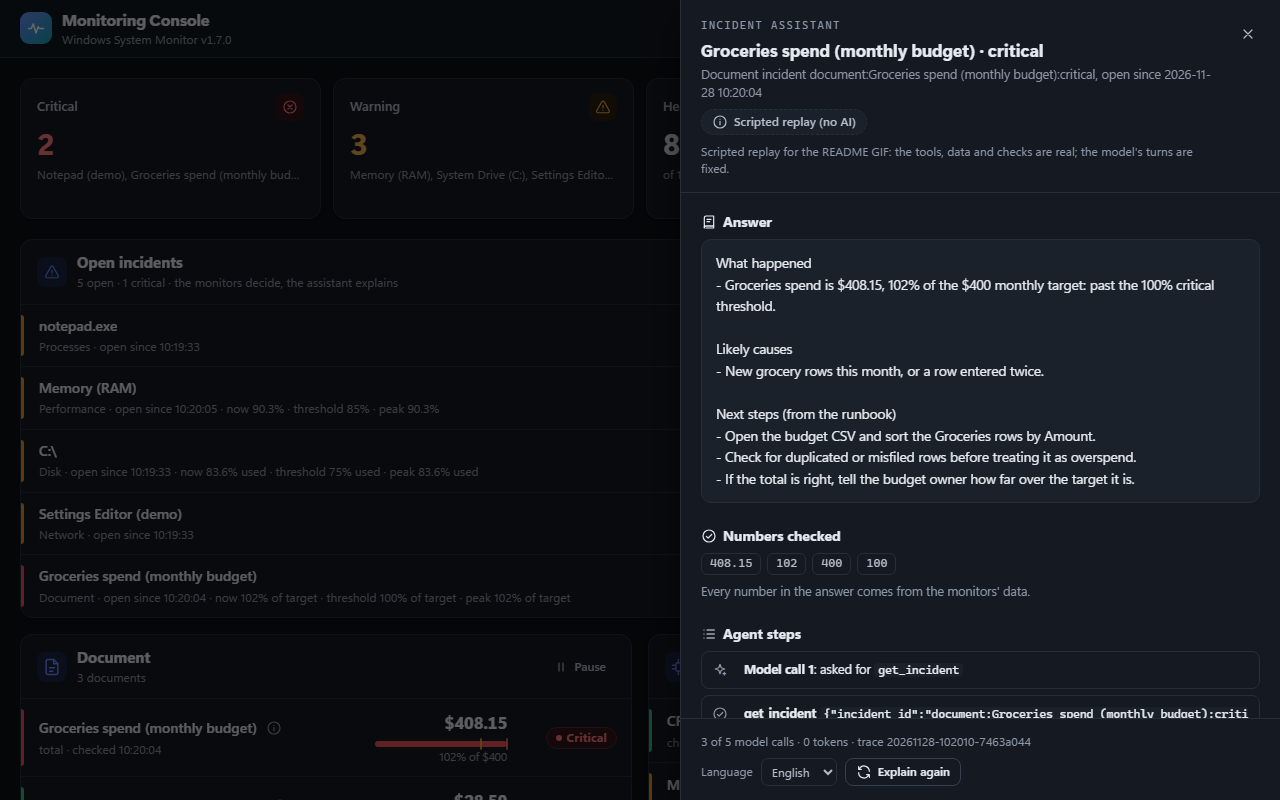 Monitoring Console
Windows System Monitor v1.7.0
Critical
2
Notepad (demo), Groceries spend (monthly bud...
Warning
3
Memory (RAM), System Drive (C:), Settings Edito...
He
8
of 1
Open incidents
5 open · 1 critical · the monitors decide, the assistant explains
notepad.exe
Processes · open since 10:19:33
Memory (RAM)
Performance · open since 10:20:05 · now 90.3% · threshold 85% · peak 90.3%
C:\
Disk · open since 10:19:33 · now 83.6% used · threshold 75% used · peak 83.6% used
Settings Editor (demo)
Network · open since 10:19:33
Groceries spend (monthly budget)
Document · open since 10:20:04 · now 102% of target · threshold 100% of target · peak 102% of target
Document
3 documents
Pause
Groceries spend (monthly budget)
total · checked 10:20:04
$408.15
102% of $400
Critical
INCIDENT ASSISTANT
Groceries spend (monthly budget) · critical
Document incident document:Groceries spend (monthly budget):critical, open since 2026-11-
28 10:20:04
Scripted replay (no AI)
Scripted replay for the README GIF: the tools, data and checks are real; the model's turns are
fixed.
Answer
What happened
- Groceries spend is $408.15, 102% of the $400 monthly target: past the 100% critical
threshold.
Likely causes
- New grocery rows this month, or a row entered twice.
Next steps (from the runbook)
- Open the budget CSV and sort the Groceries rows by Amount.
- Check for duplicated or misfiled rows before treating it as overspend.
- If the total is right, tell the budget owner how far over the target it is.
Numbers checked
408.15 102 400 100
Every number in the answer comes from the monitors' data.
Agent steps
Model call 1: asked for get_incident
get_incident {"incident_id":"document:Groceries spend (monthly budget):criti
3 of 5 model calls · 0 tokens · trace 20261128-102010-7463a044
Language
English
Explain again